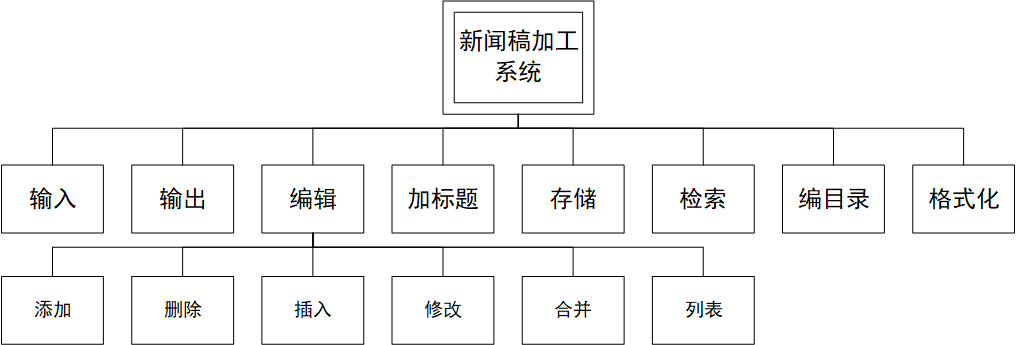 新闻稿加工
系统
输入
输出
编辑
加标题
存储
检索
编目录
格式化
添加
删除
插入
修改
合并
列表